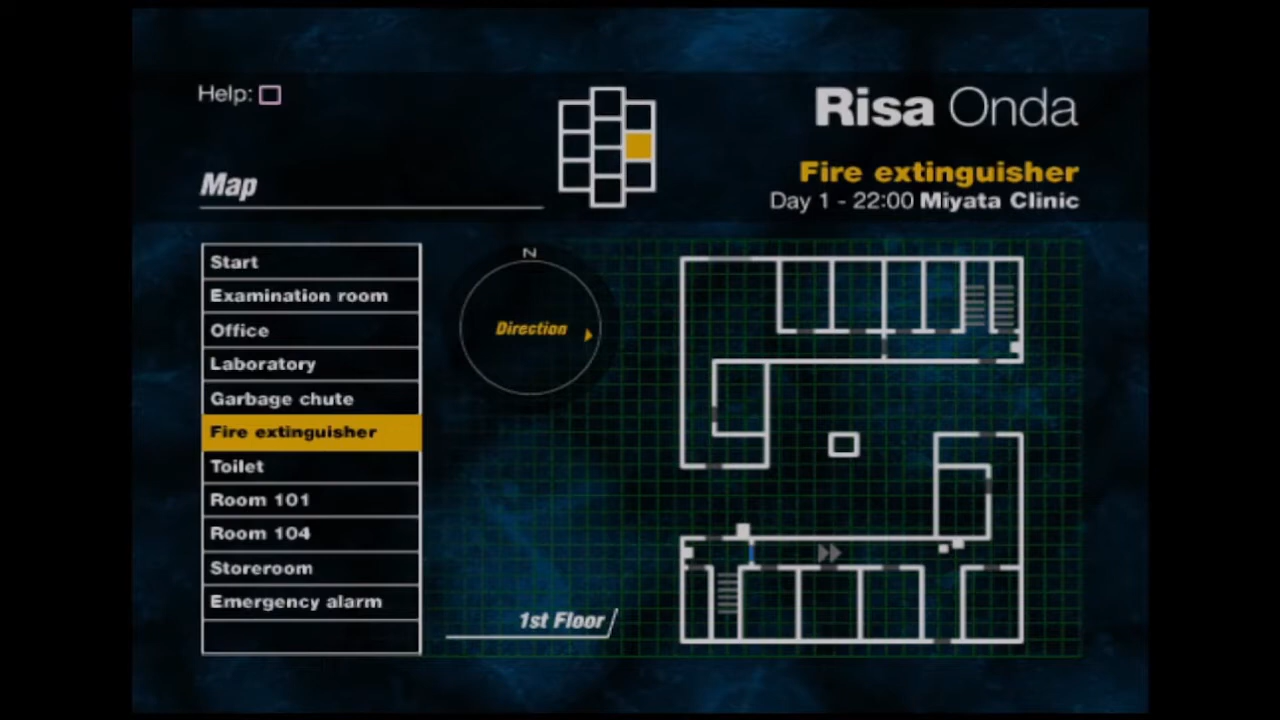 Help:
Risa Onda
Map
Fire extinguisher
Day 1 - 22:00 Miyata Clinic
Start
Examination room
Office
Laboratory
Garbage chute
Fire extinguisher
Toilet
Room 101
Room 104
Storeroom
Emergency alarm
N
Direction
1st Floor